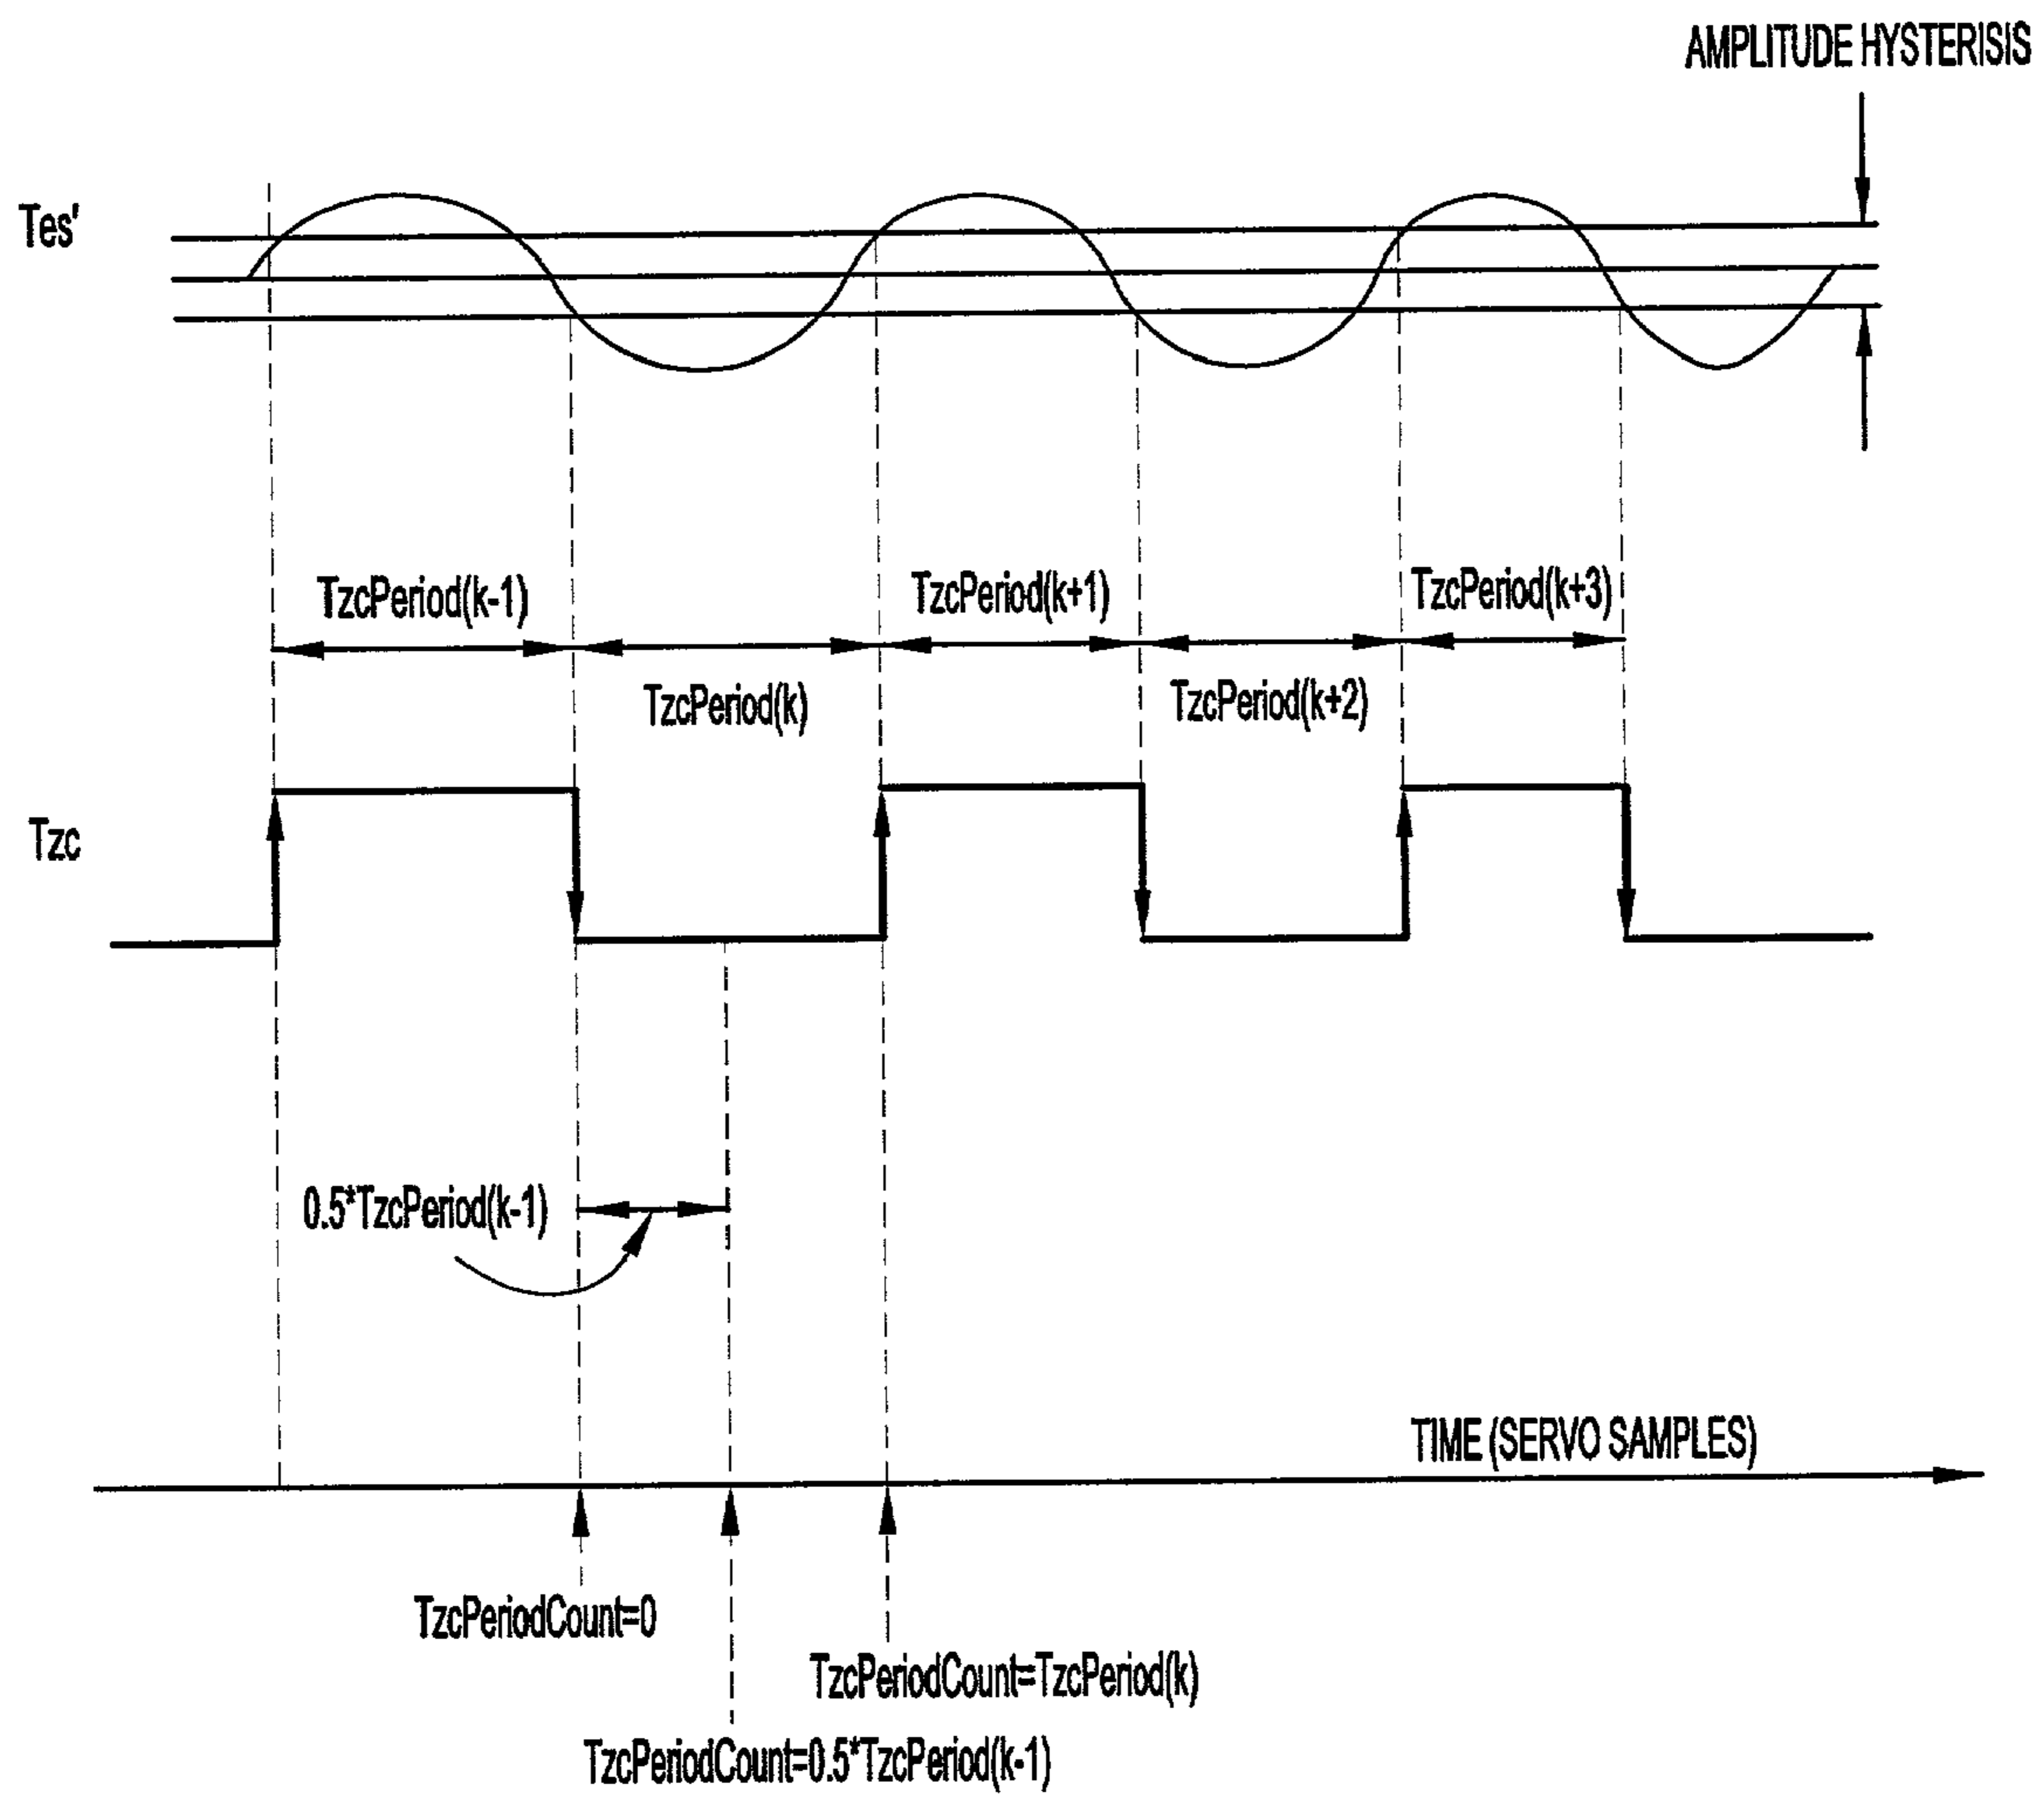 AMPLITUDE HYSTERISIS
Tes'
TzcPeriod(k-1)
TzcPeriod(k+1)
TzcPeriod(k+3)
TzcPeriod(k)
TzcPeriod(k+2)
Tzc
0.5*TzcPeriod(k-1)
TIME (SERVO SAMPLES)
TzcPeriodCount=0
TzcPeriodCount=TzcPeriod(k)
TzcPeriodCount=0.5*TzcPeriod(k-1)